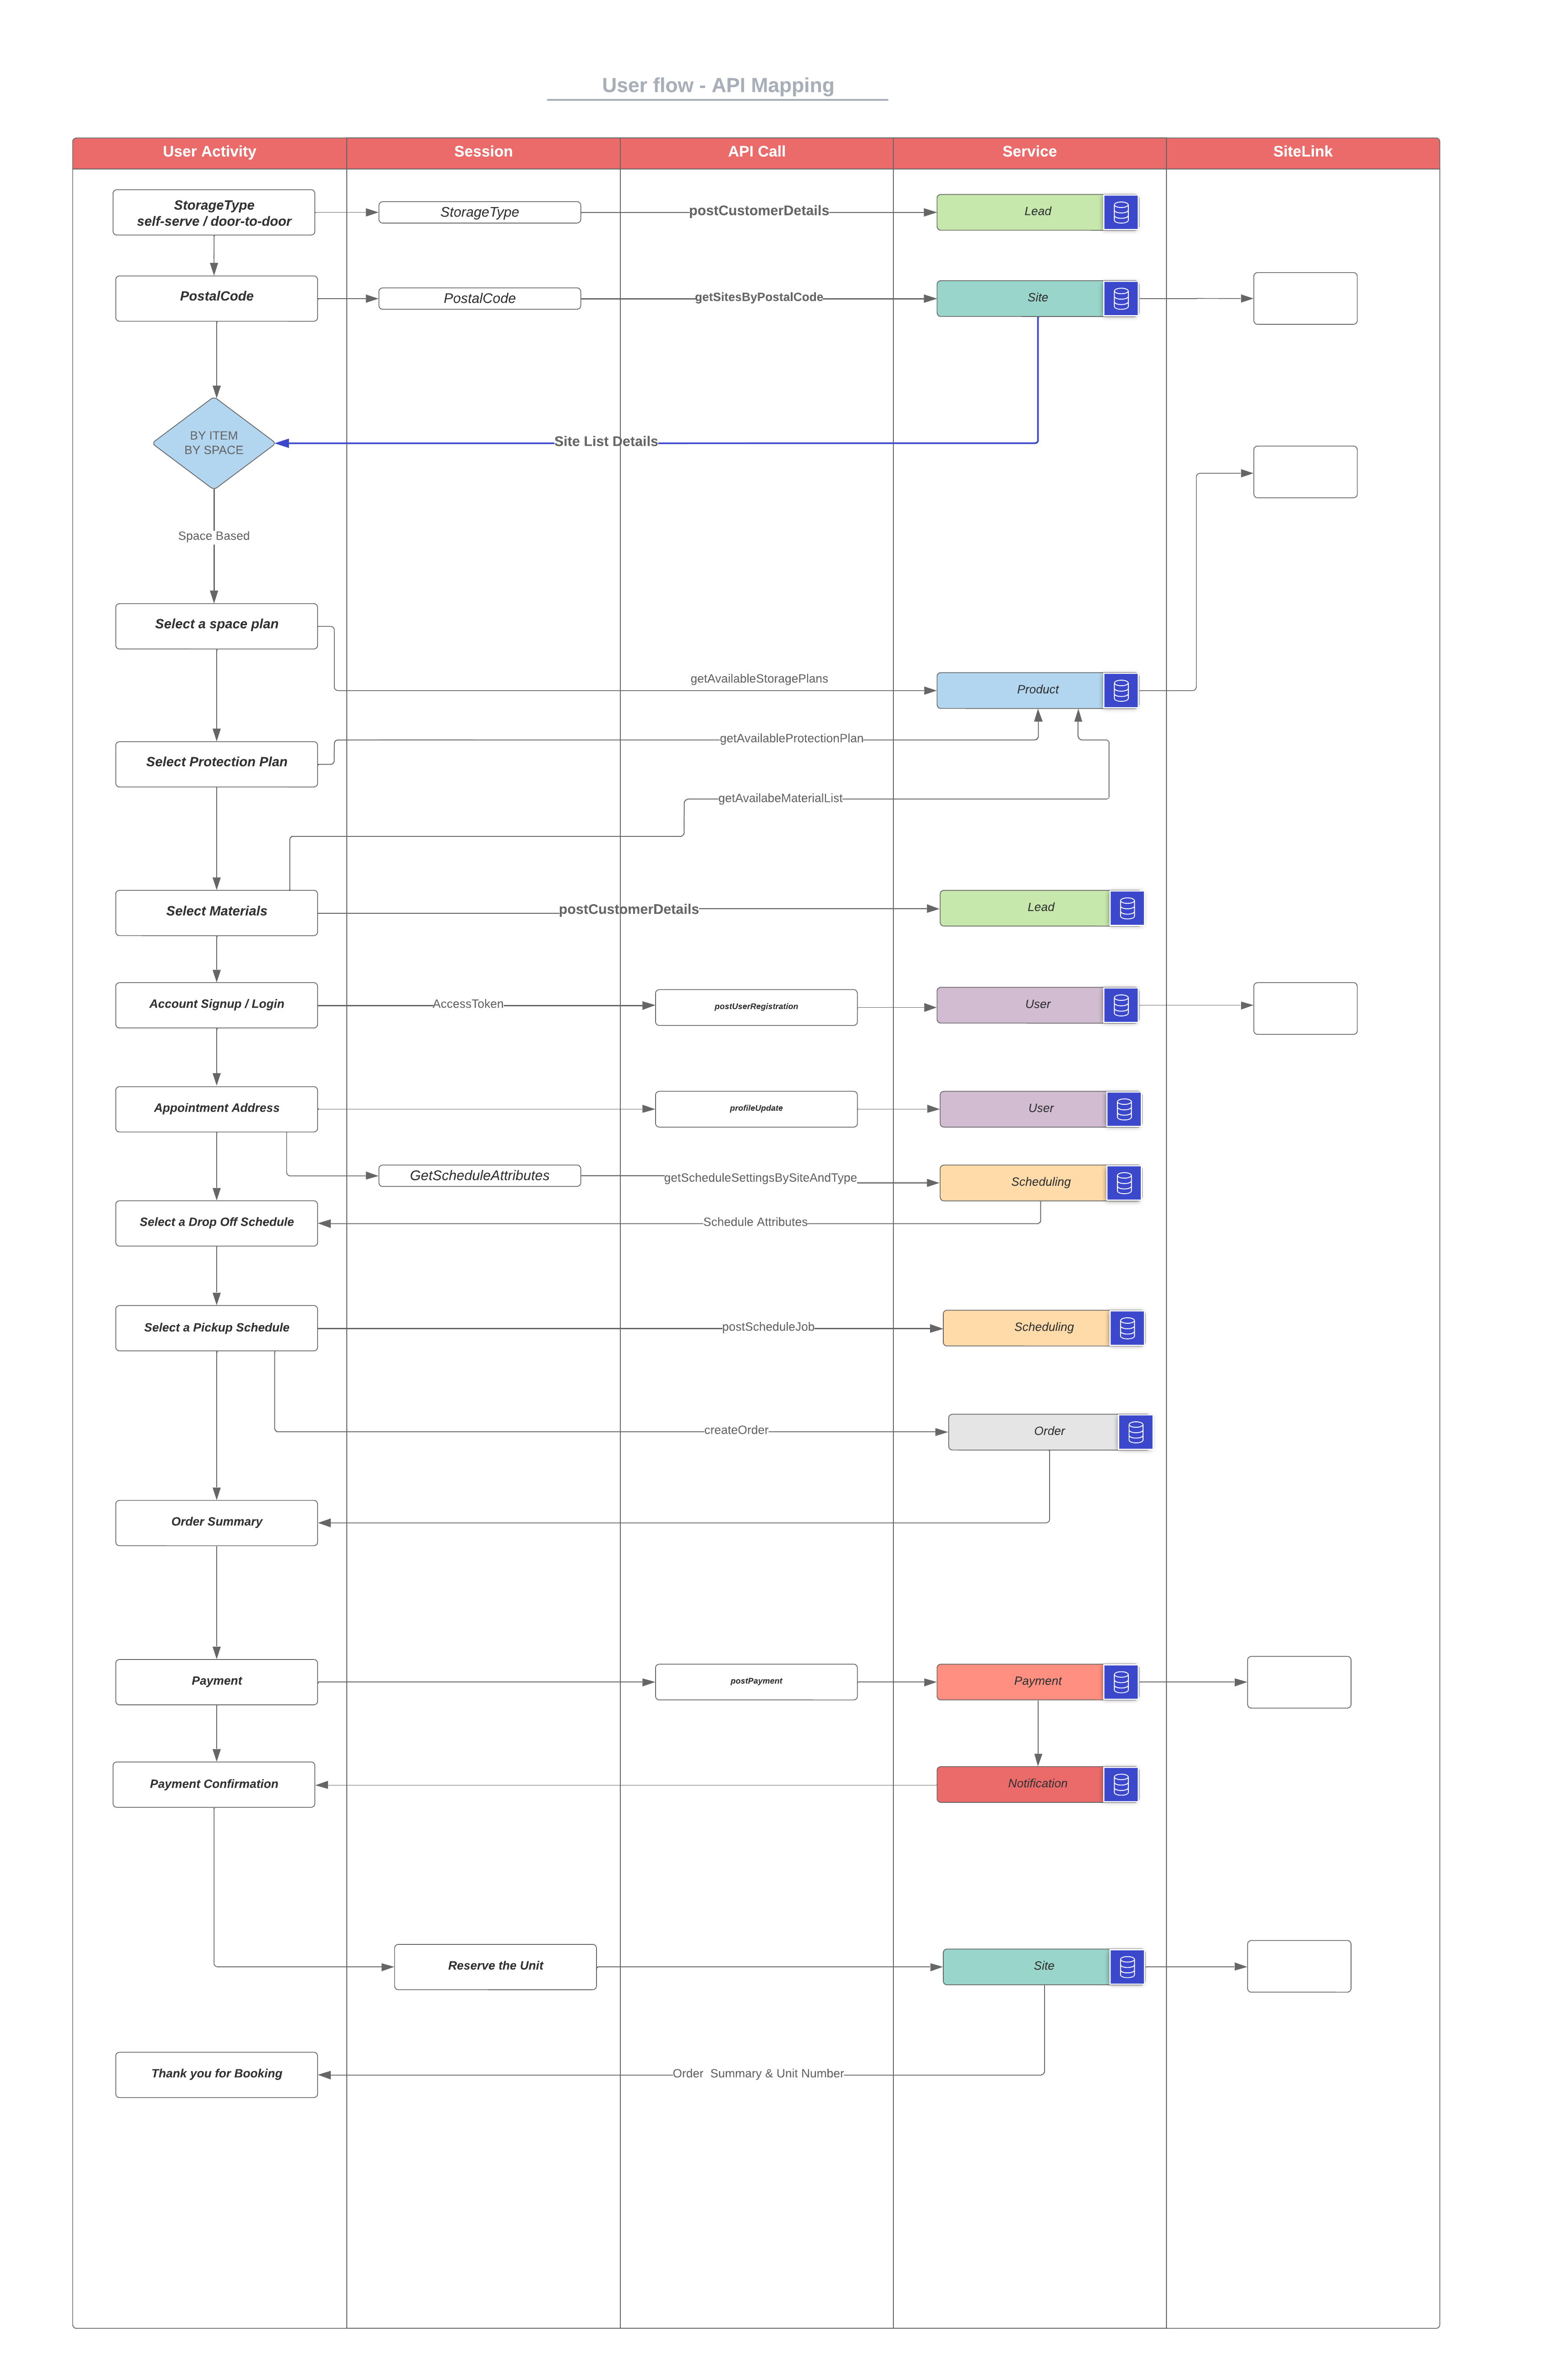 User flow - API Mapping
User Activity
Session
API Call
Service
SiteLink
StorageType
self-serve / door-to-door
StorageType
postCustomerDetails
Lead
PostalCode
PostalCode
getSitesByPostalCode
Site
BY ITEM
BY SPACE
Site List Details
Space Based
Select a space plan
getAvailableStoragePlans
Product
getAvailableProtectionPlan
Select Protection Plan
getAvailabeMaterialList
Select Materials
postCustomerDetails
Lead
Account Signup / Login
AccessToken
postUserRegistration
User
Appointment Address
profileUpdate
User
GetScheduleAttributes
getScheduleSettingsBySiteAndType
Scheduling
Select a Drop Off Schedule
Schedule Attributes
Select a Pickup Schedule
postScheduleJob
Scheduling
createOrder
Order
Order Summary
Payment
postPayment
Payment
Payment Confirmation
Notification
Reserve the Unit
Site
Thank you for Booking
Order  Summary & Unit Number